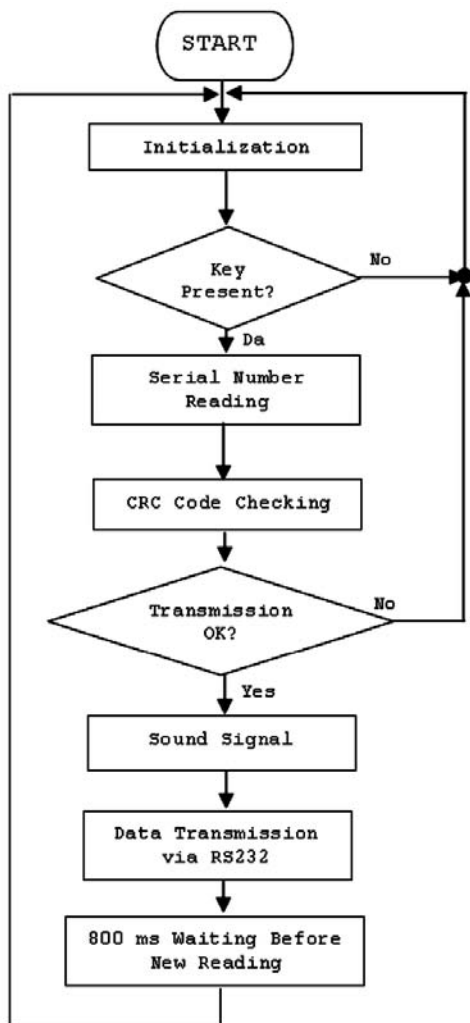 START
Initialization
Key
Present?
No
Da
Serial Number
Reading
CRC Code Checking
Transmission
OK?
No
Yes
Sound Signal
Data Transmission
via RS232
800 ms Waiting Before
New Reading